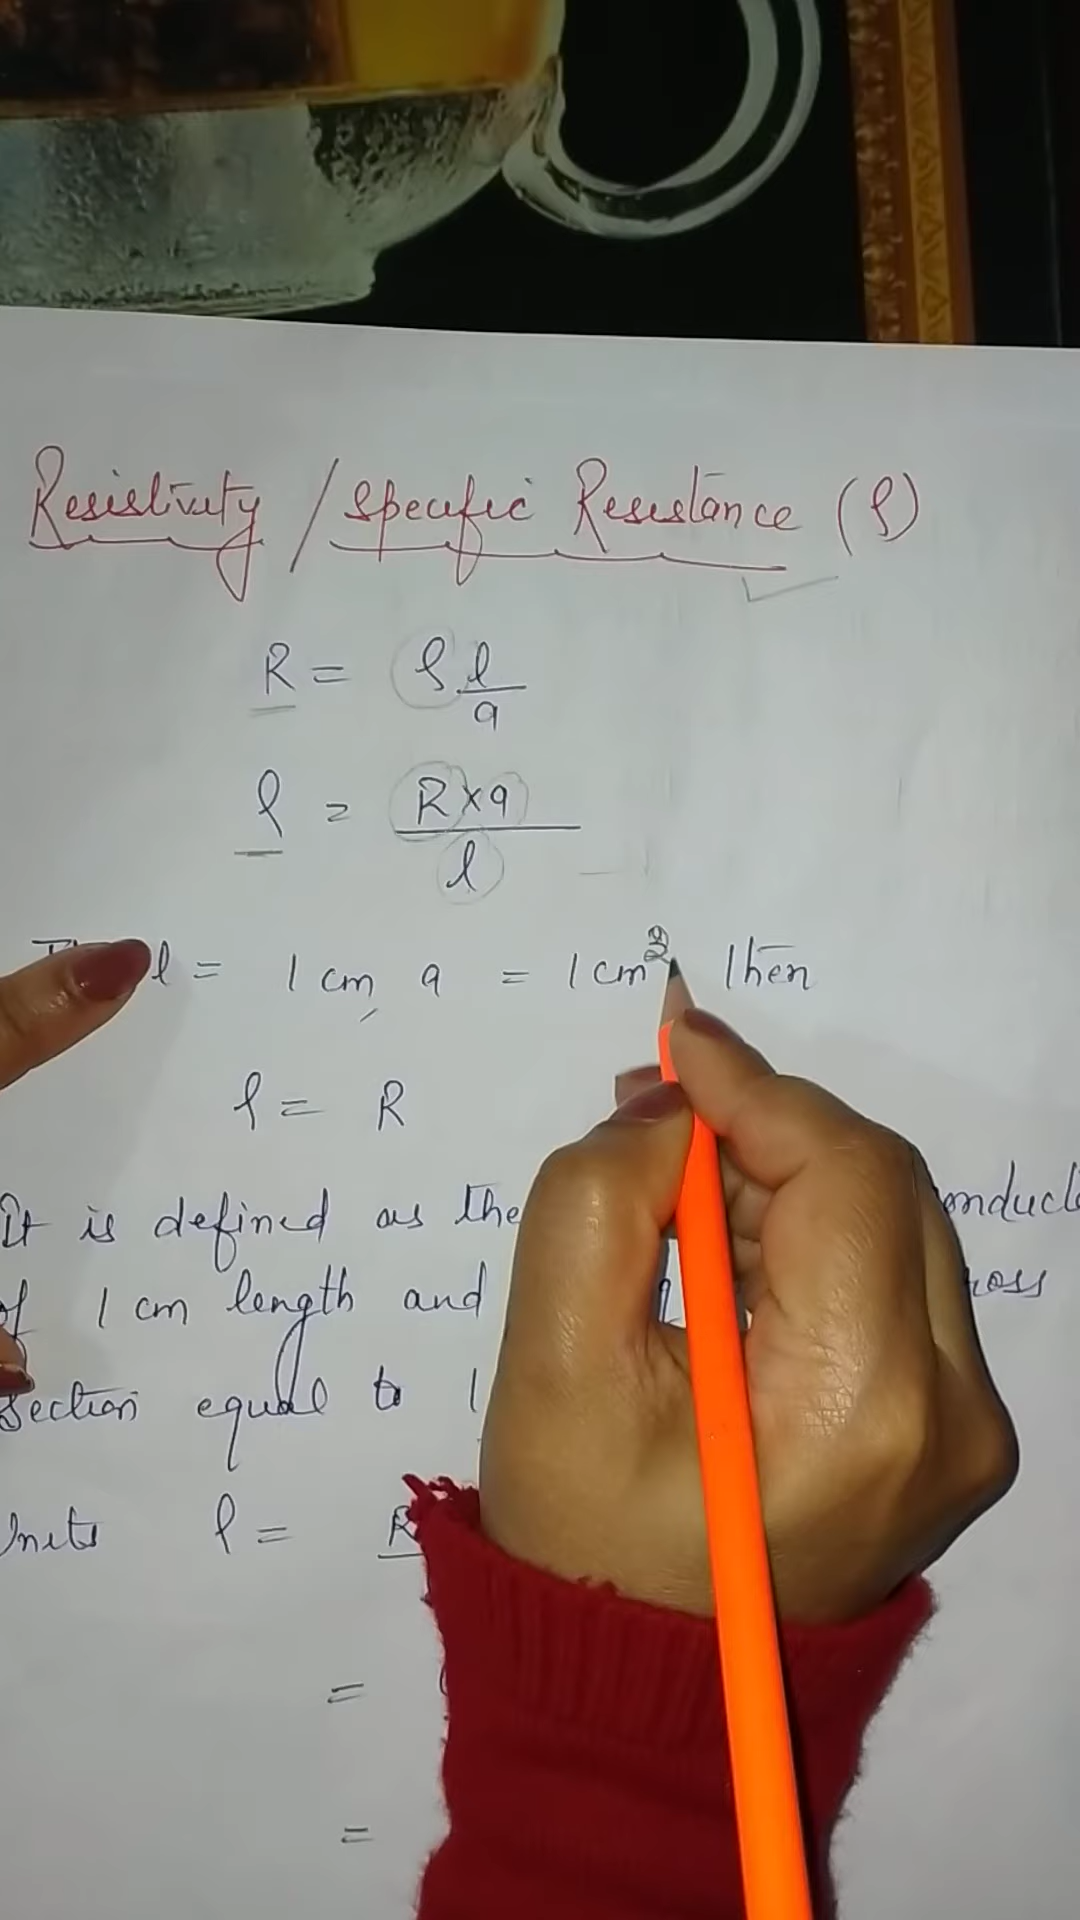 Resistivity / Specific Resistance (ρ)
R = ρ l/a
ρ = R×a/l
l = 1 cm, a = 1 cm² then
ρ = R
It is defined as the
of 1 cm length and
section equal to 1
Units ρ = R
=
=